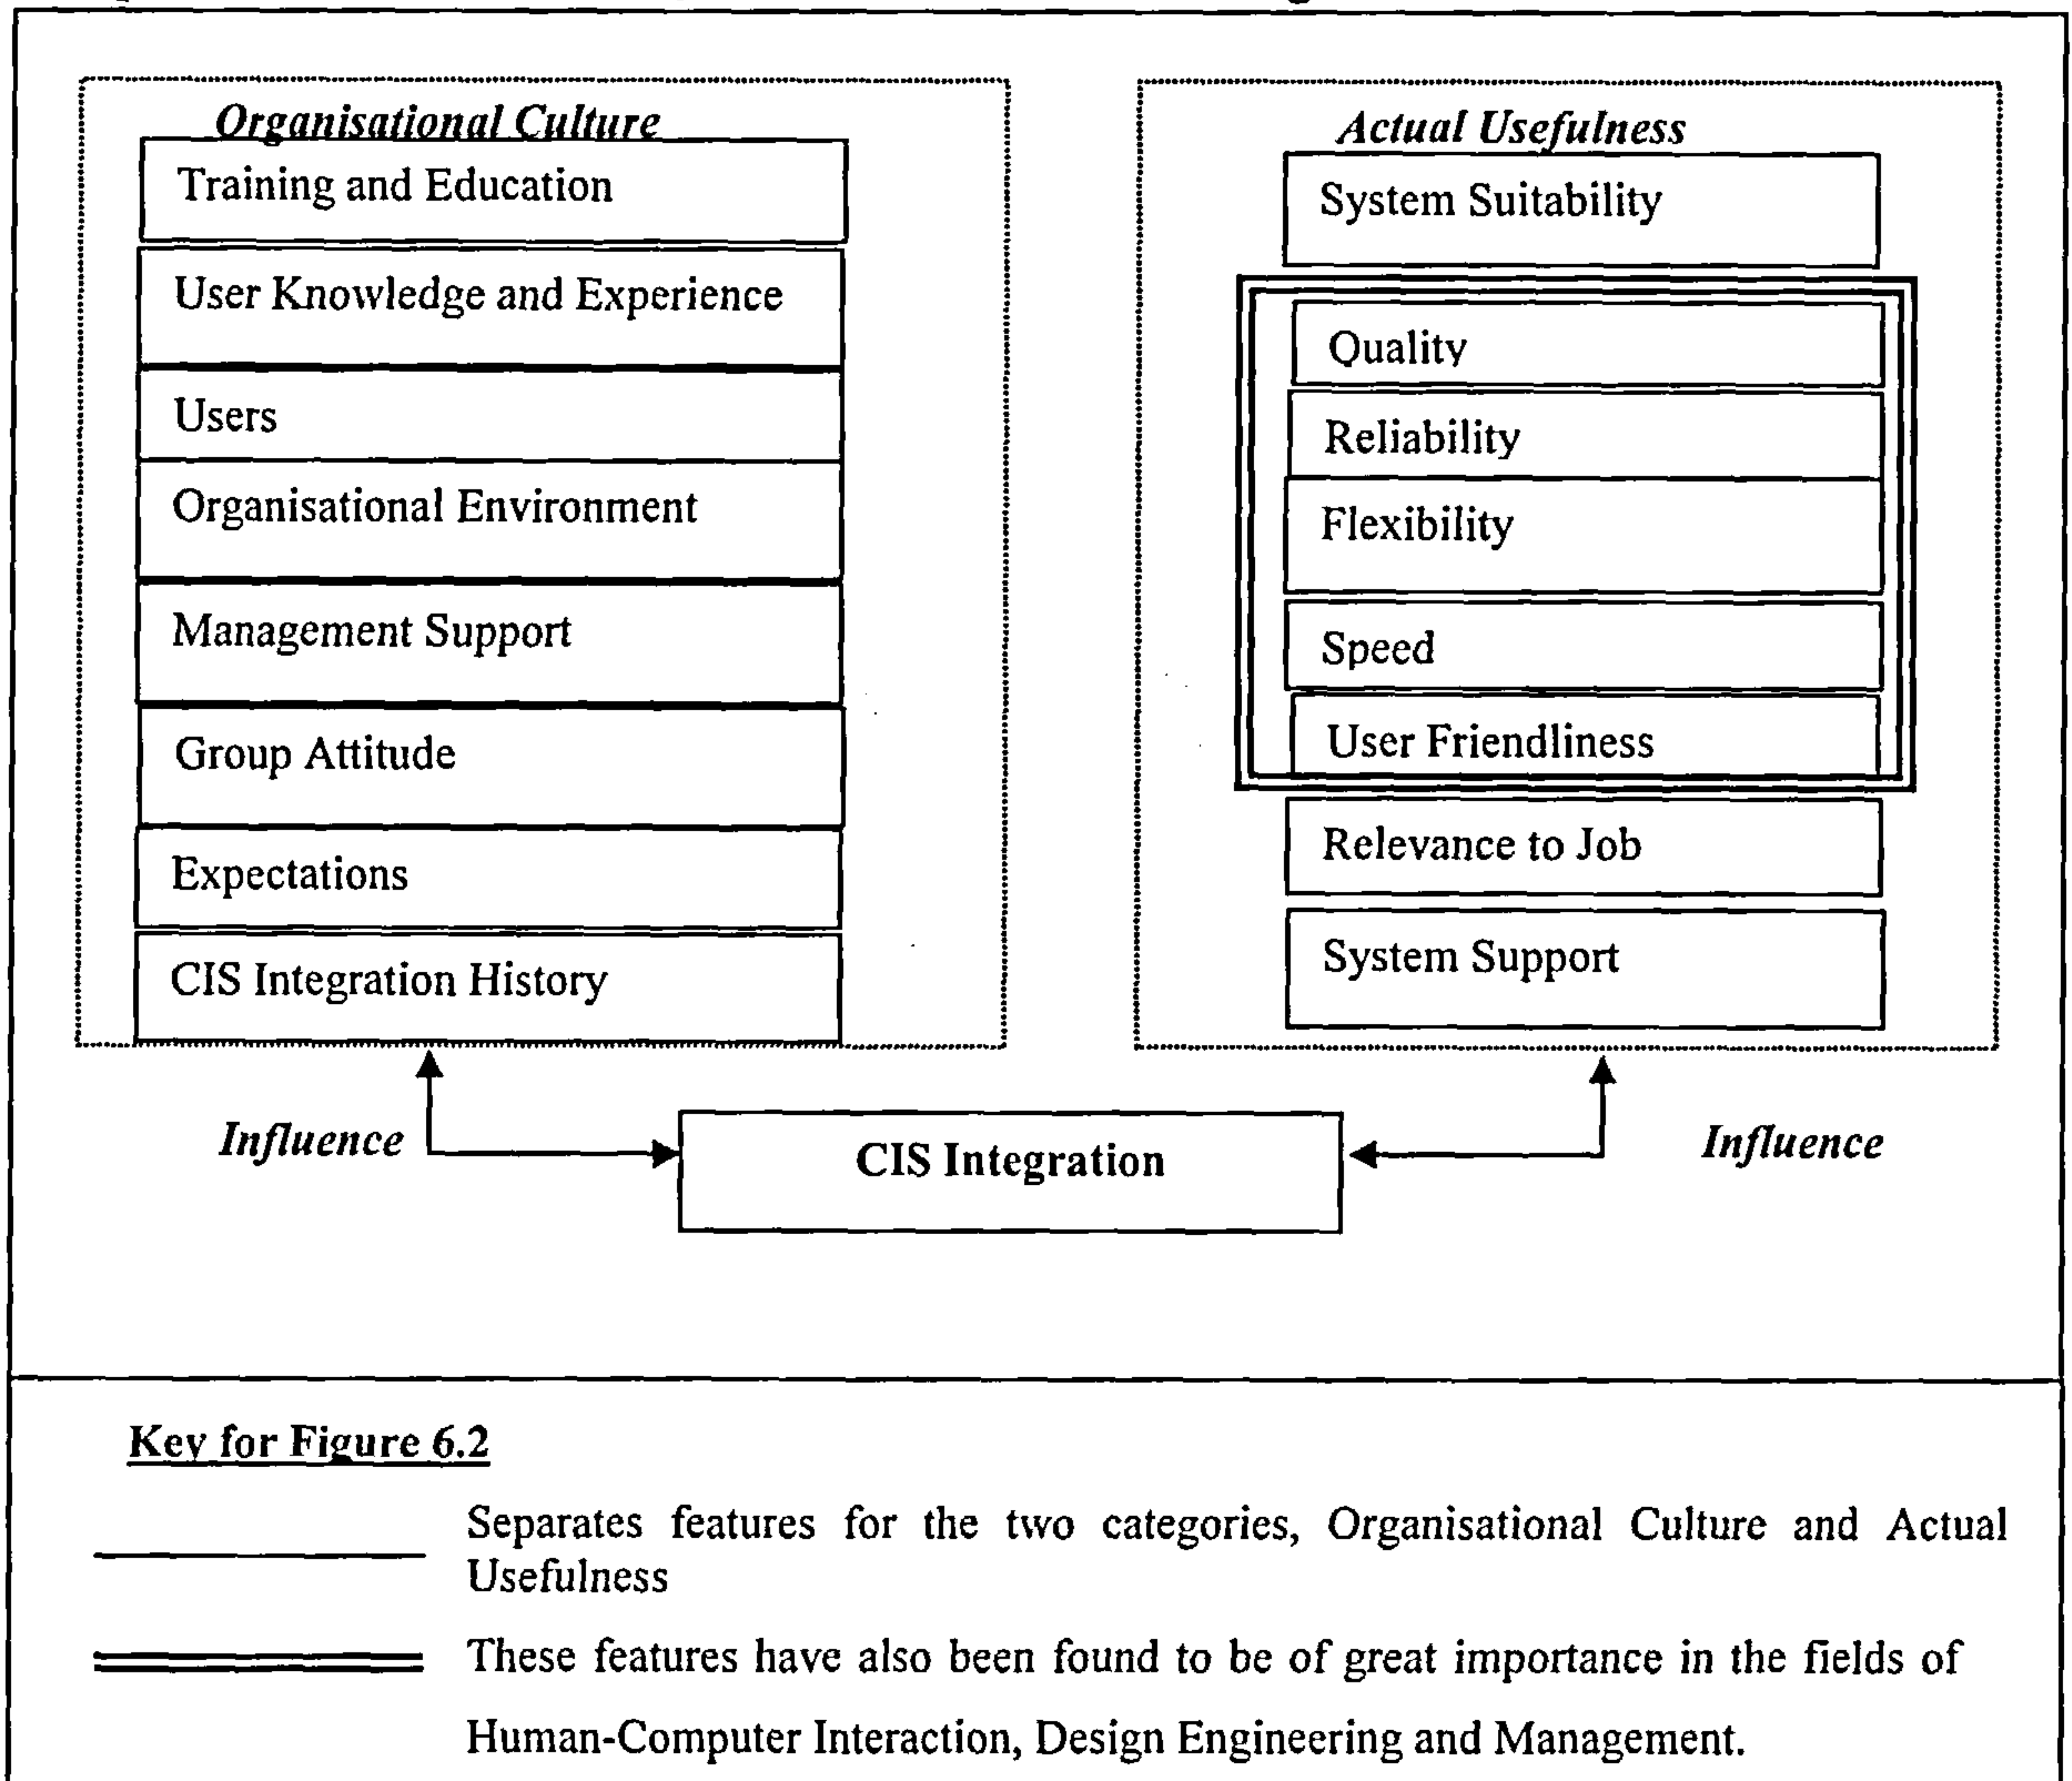 Organisational Culture
Training and Education
User Knowledge and Experience
Users
Organisational Environment
Management Support
Group Attitude
Expectations
CIS Integration History
Actual Usefulness
System Suitability
Quality
Reliability
Flexibility
Speed
User Friendliness
Relevance to Job
System Support
Influence
CIS Integration
Influence
Key for Figure 6.2
Separates features for the two categories, Organisational Culture and Actual
Usefulness
These features have also been found to be of great importance in the fields of
Human-Computer Interaction, Design Engineering and Management.